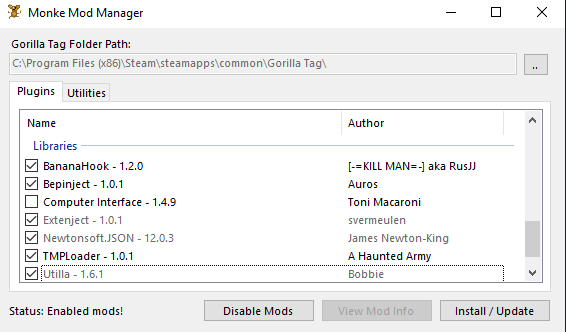 Monke Mod Manager
Gorilla Tag Folder Path:
C:\Program Files (x86)\Steam\steamapps\common\Gorilla Tag\ ..
Plugins Utilities
Name Author
Libraries
BananaHook - 1.2.0 [-=KILL MAN=-] aka RusJJ
Bepinject - 1.0.1 Auros
Computer Interface - 1.4.9 Toni Macaroni
Extenject - 1.0.1 svermeulen
Newtonsoft.JSON - 12.0.3 James Newton-King
TMPLoader - 1.0.1 A Haunted Army
Utilla - 1.6.1 Bobbie
Status: Enabled mods! Disable Mods View Mod Info Install / Update